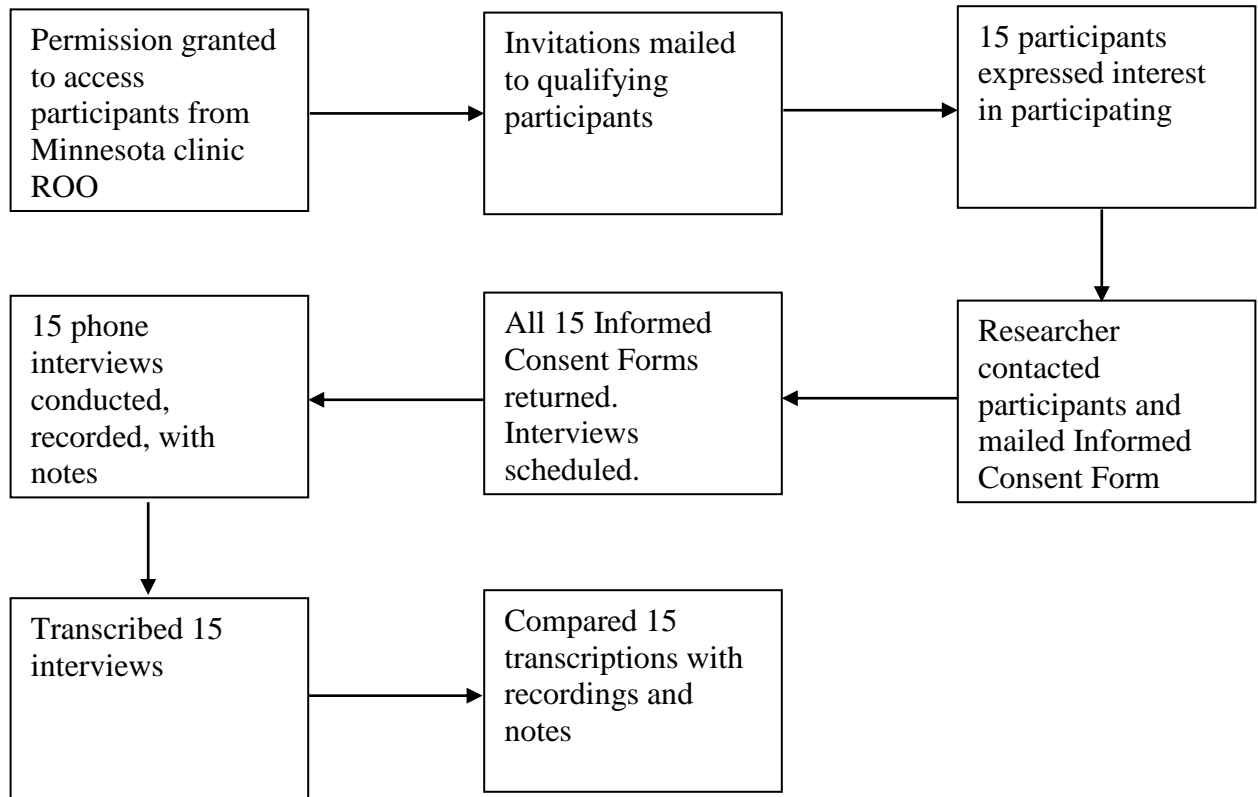 Permission granted
to access
participants from
Minnesota clinic
ROO
Invitations mailed
to qualifying
participants
15 participants
expressed interest
in participating
Researcher
contacted
participants and
mailed Informed
Consent Form
All 15 Informed
Consent Forms
returned.
Interviews
scheduled.
15 phone
interviews
conducted,
recorded, with
notes
Transcribed 15
interviews
Compared 15
transcriptions with
recordings and
notes